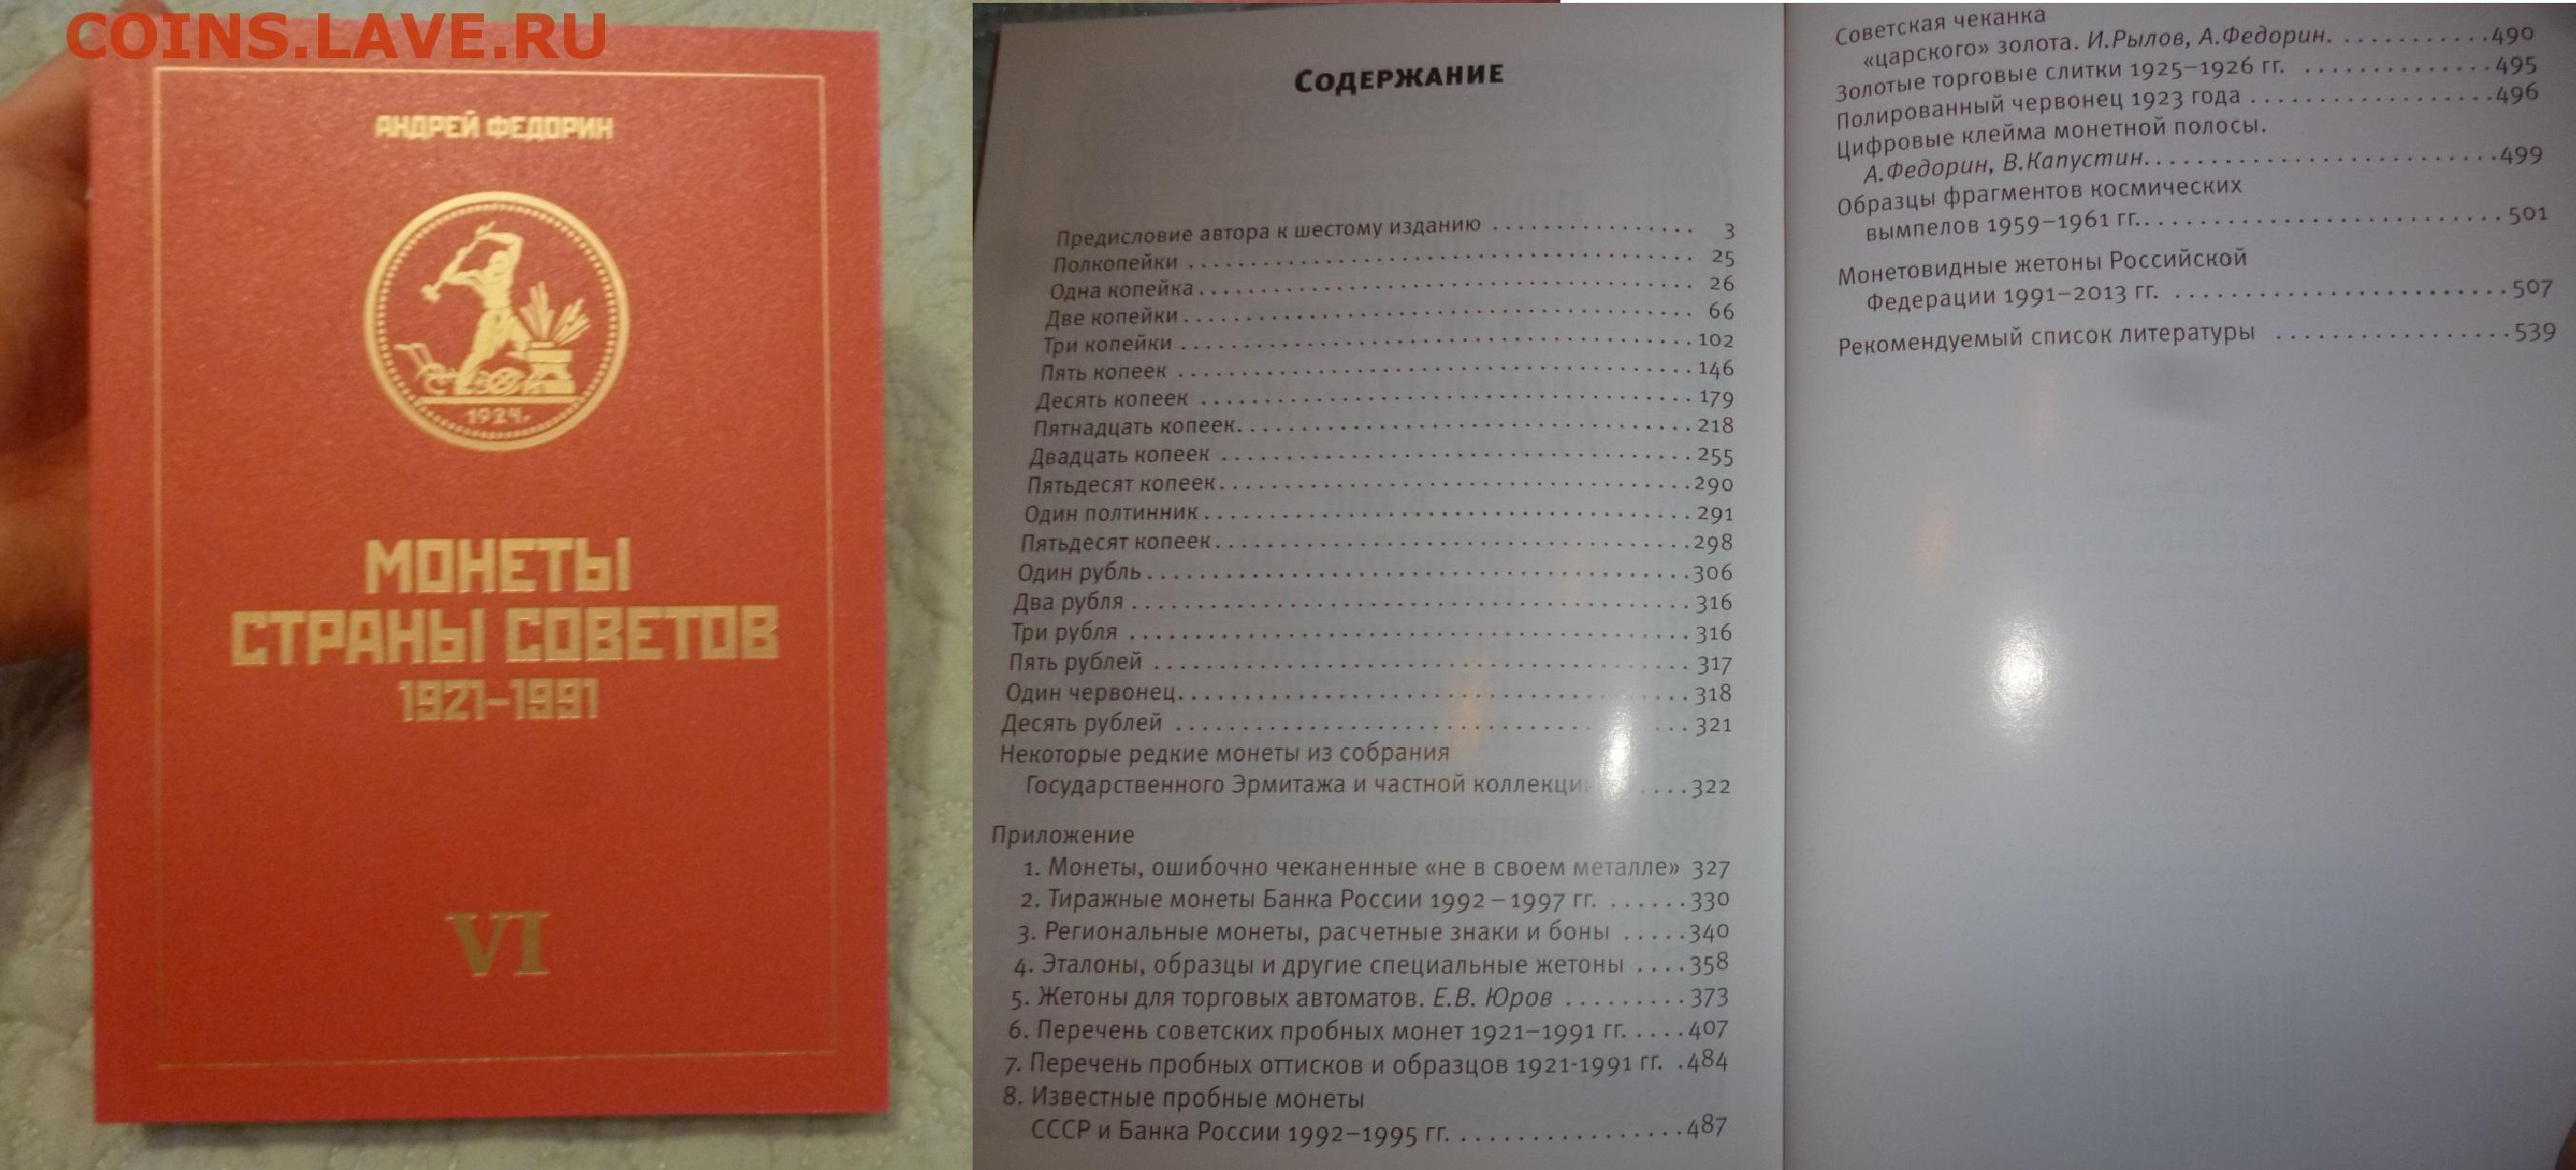 COINS.LAVE.RU
АНДРЕЙ ФЕДОРИН
1924 г.
МОНЕТЫ
СТРАНЫ СОВЕТОВ
1921-1991
VI
СОДЕРЖАНИЕ
Предисловие автора к шестому изданию ................ 3
Полкопейки ........................................ 25
Одна копейка ...................................... 26
Две копейки ....................................... 66
Три копейки ....................................... 102
Пять копеек ....................................... 146
Десять копеек ..................................... 179
Пятнадцать копеек ................................. 218
Двадцать копеек ................................... 255
Пятьдесят копеек .................................. 290
Один полтинник .................................... 291
Пятьдесят копеек .................................. 298
Один рубль ........................................ 306
Два рубля ......................................... 316
Три рубля ......................................... 316
Пять рублей ....................................... 317
Один червонец ..................................... 318
Десять рублей ..................................... 321
Некоторые редкие монеты из собрания
Государственного Эрмитажа и частной коллекции .... 322
Приложение
1. Монеты, ошибочно чеканенные «не в своем металле» 327
2. Тиражные монеты Банка России 1992 – 1997 гг. ...... 330
3. Региональные монеты, расчетные знаки и боны ..... 340
4. Эталоны, образцы и другие специальные жетоны .... 358
5. Жетоны для торговых автоматов. Е.В. Юров ......... 373
6. Перечень советских пробных монет 1921–1991 гг. .... 407
7. Перечень пробных оттисков и образцов 1921-1991 гг. . 484
8. Известные пробные монеты
СССР и Банка России 1992–1995 гг. .................. 487
Советская чеканка
«царского» золота. И.Рылов, А.Федорин. ............ 490
Золотые торговые слитки 1925–1926 гг. ............... 495
Полированный червонец 1923 года .................... 496
Цифровые клейма монетной полосы.
А.Федорин, В.Капустин. ............................ 499
Образцы фрагментов космических
вымпелов 1959–1961 гг. ............................. 501
Монетовидные жетоны Российской
Федерации 1991–2013 гг. ........................... 507
Рекомендуемый список литературы ................. 539